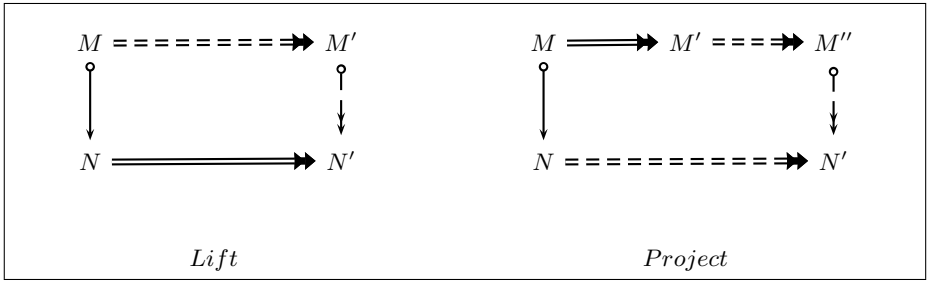 M M′ M M′ M′′
N N′ N N′
Lift Project